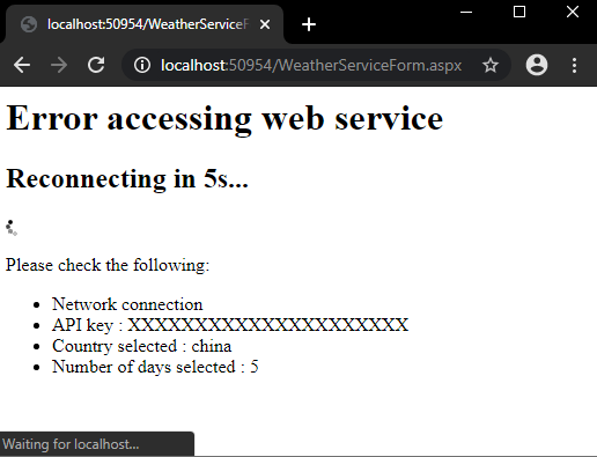 localhost:50954/WeatherServiceF
localhost:50954/WeatherServiceForm.aspx
Error accessing web service
Reconnecting in 5s...
Please check the following:
Network connection
API key : XXXXXXXXXXXXXXXXXXXXX
Country selected : china
Number of days selected : 5
Waiting for localhost...